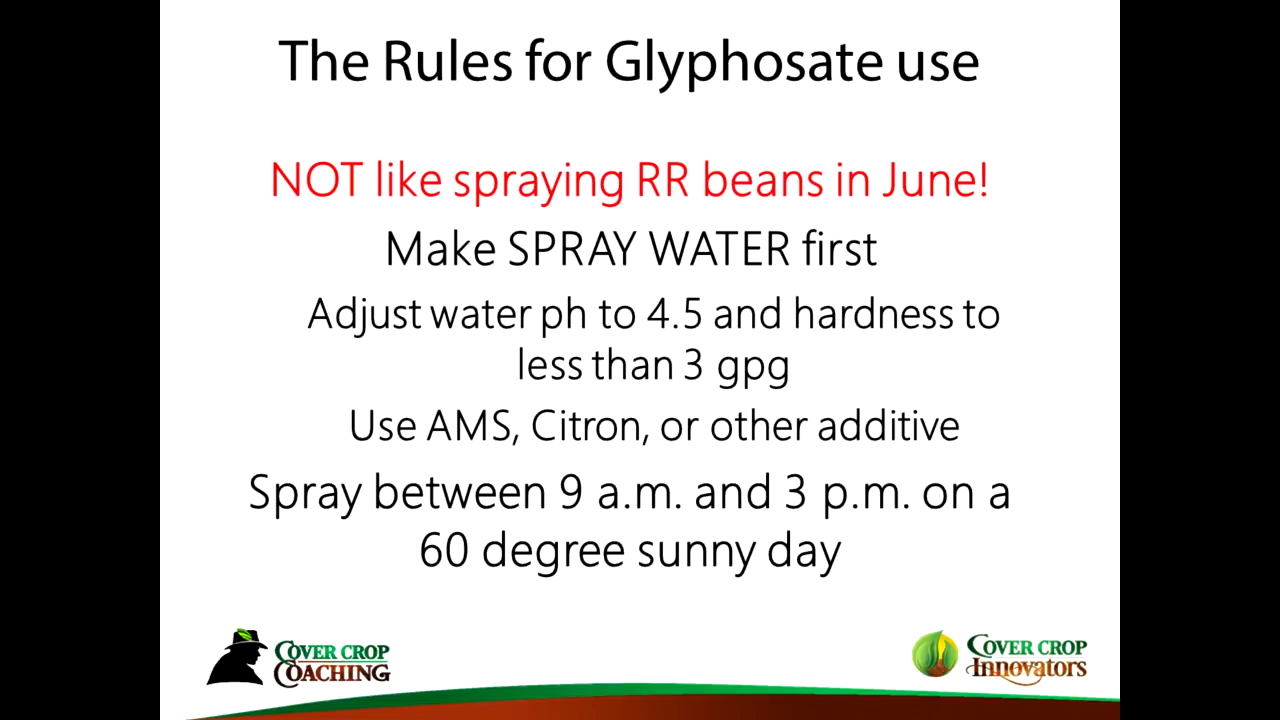 The Rules for Glyphosate use
NOT like spraying RR beans in June!
Make SPRAY WATER first
Adjust water ph to 4.5 and hardness to
less than 3 gpg
Use AMS, Citron, or other additive
Spray between 9 a.m. and 3 p.m. on a
60 degree sunny day
COVER CROP
COACHING
COVER CROP
INNOVATORS